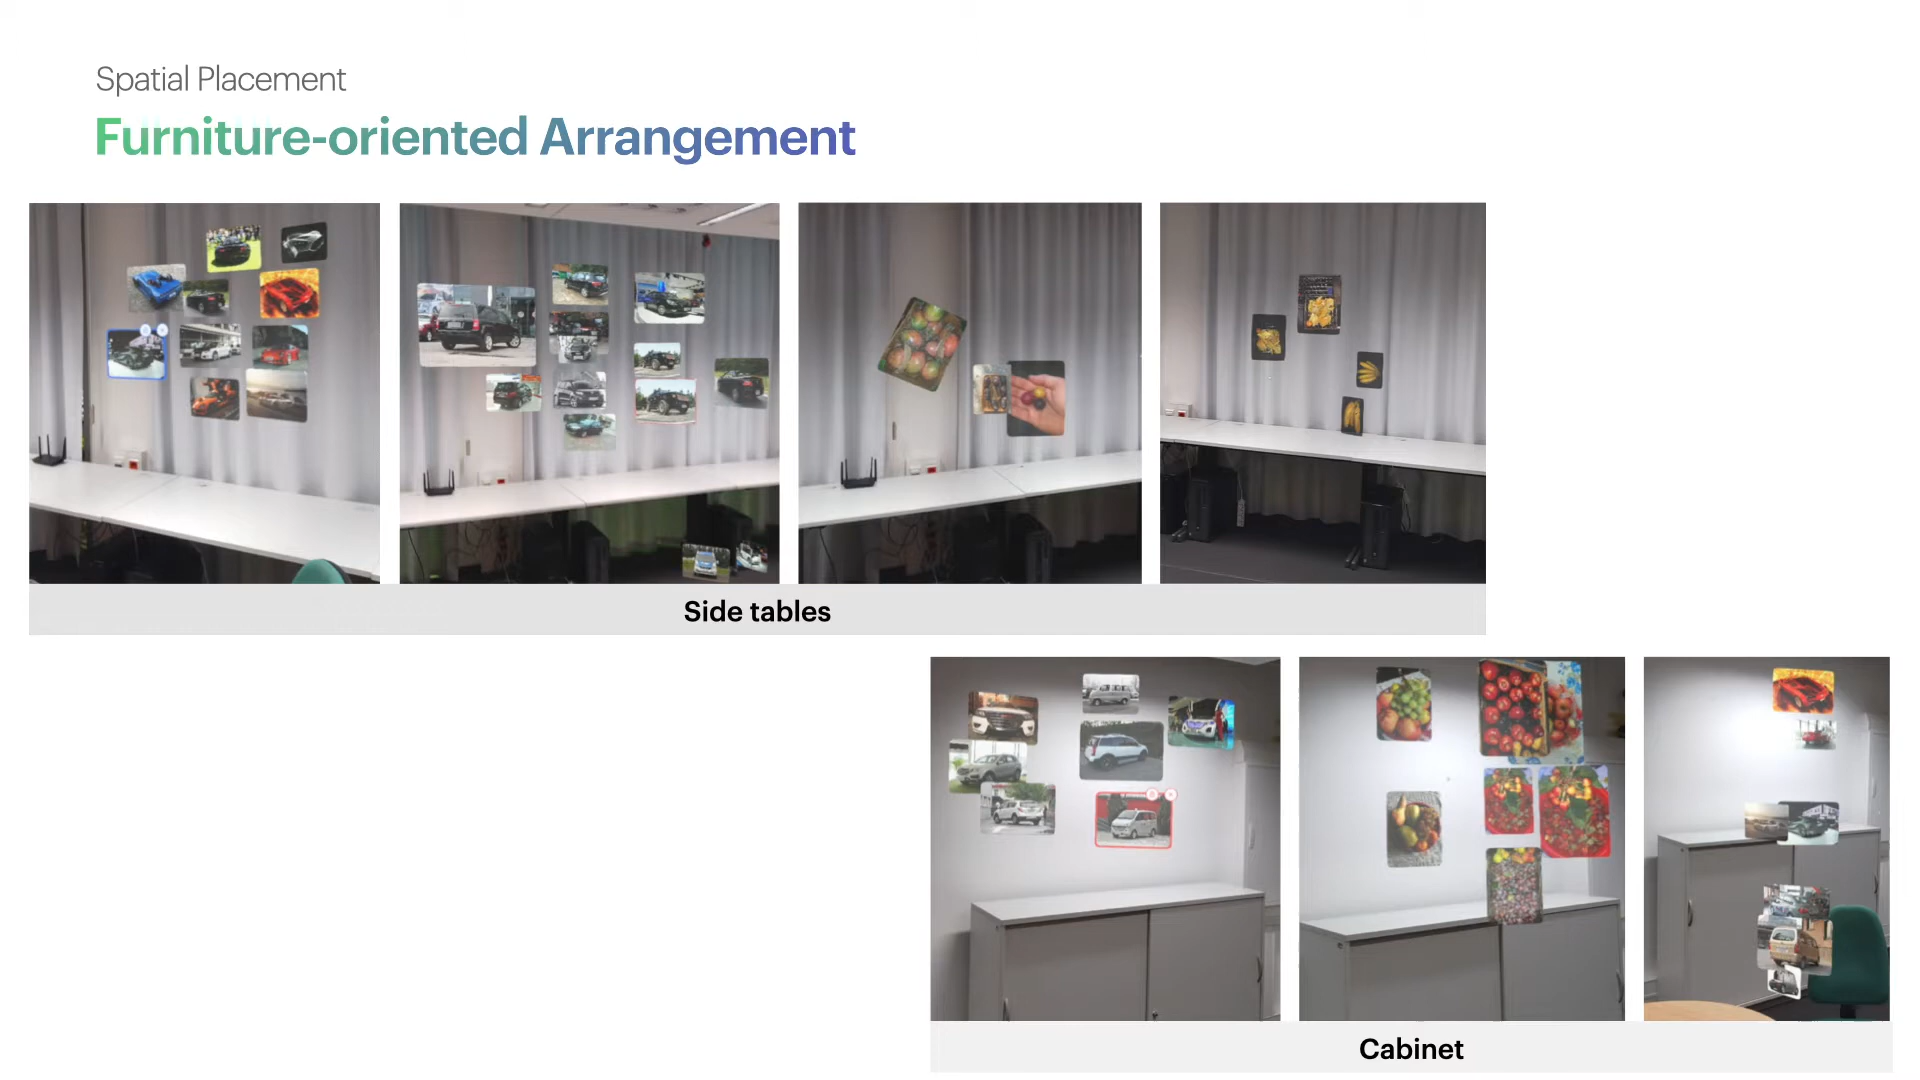 Spatial Placement
Furniture-oriented Arrangement
Side tables
Cabinet